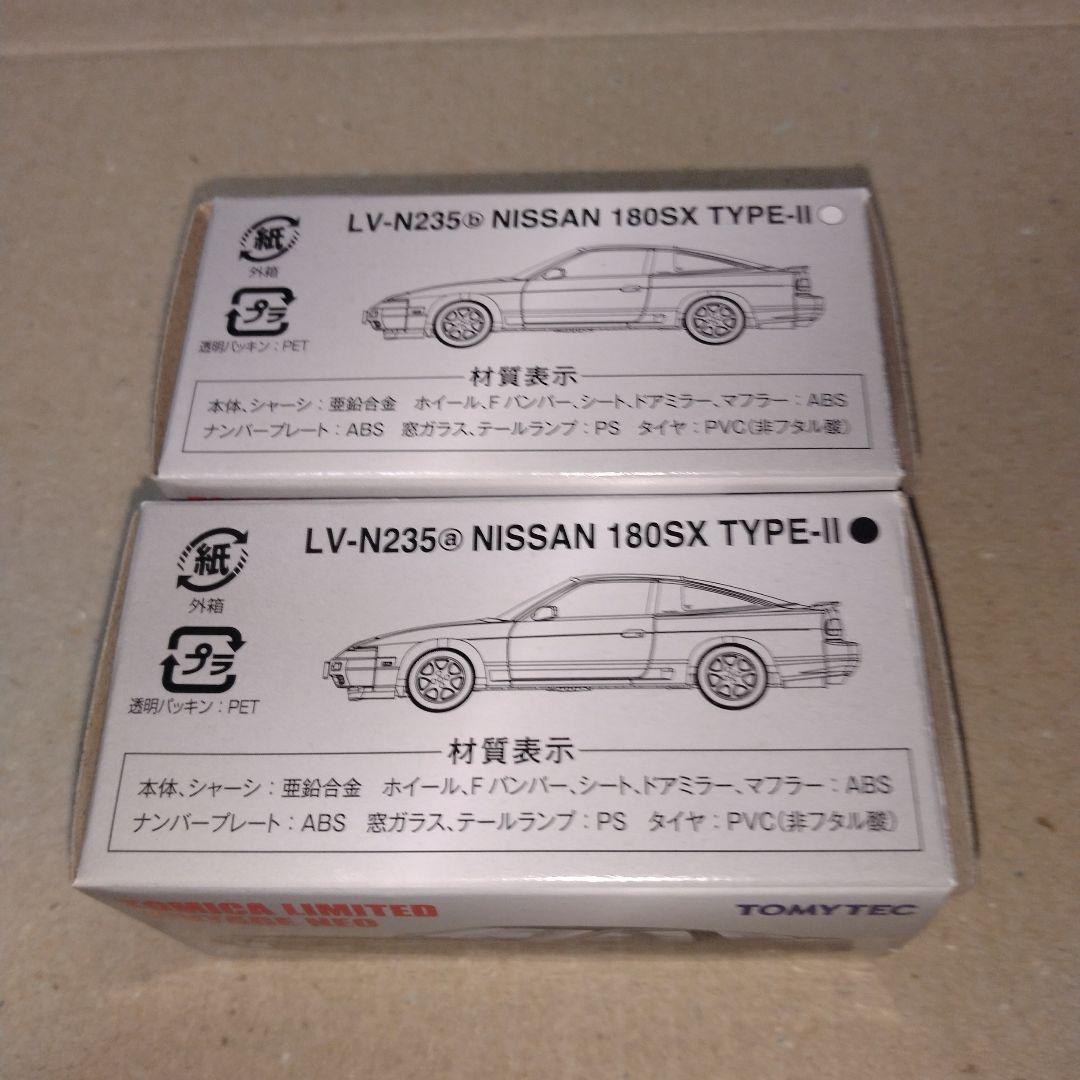 紙
外箱
プラ
透明パッキン：PET
LV-N235ⓑ NISSAN 180SX TYPE-II○
材質表示
本体、シャーシ：亜鉛合金　ホイール、Fバンパー、シート、ドアミラー、マフラー：ABS
ナンバープレート：ABS　窓ガラス、テールランプ：PS　タイヤ：PVC（非フタル酸）
紙
外箱
プラ
透明パッキン：PET
LV-N235ⓐ NISSAN 180SX TYPE-II●
材質表示
本体、シャーシ：亜鉛合金　ホイール、Fバンパー、シート、ドアミラー、マフラー：ABS
ナンバープレート：ABS　窓ガラス、テールランプ：PS　タイヤ：PVC（非フタル酸）
TOMICA LIMITED
VINTAGE NEO
TOMYTEC